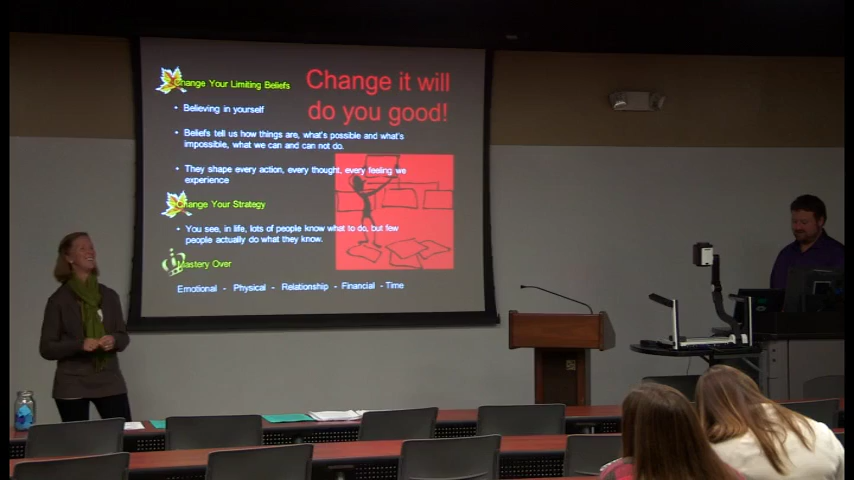 Change it will
do you good!
Change Your Limiting Beliefs
• Believing in yourself
• Beliefs tell us how things are, what's possible and what's
impossible, what we can and can not do.
• They shape every action, every thought, every feeling we
experience
Change Your Strategy
• You see, in life, lots of people know what to do, but few
people actually do what they know.
Mastery Over
Emotional - Physical - Relationship - Financial - Time